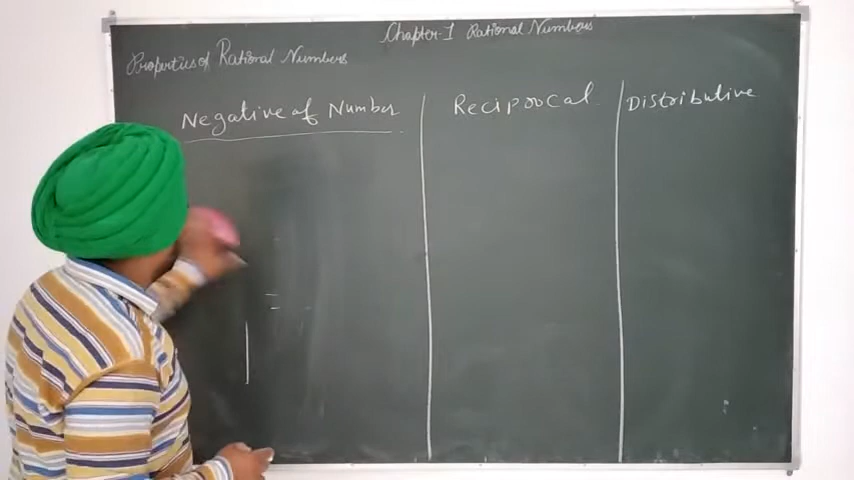 Chapter-1 Rational Numbers
Properties of Rational Numbers
Negative of Number
Reciprocal
Distributive